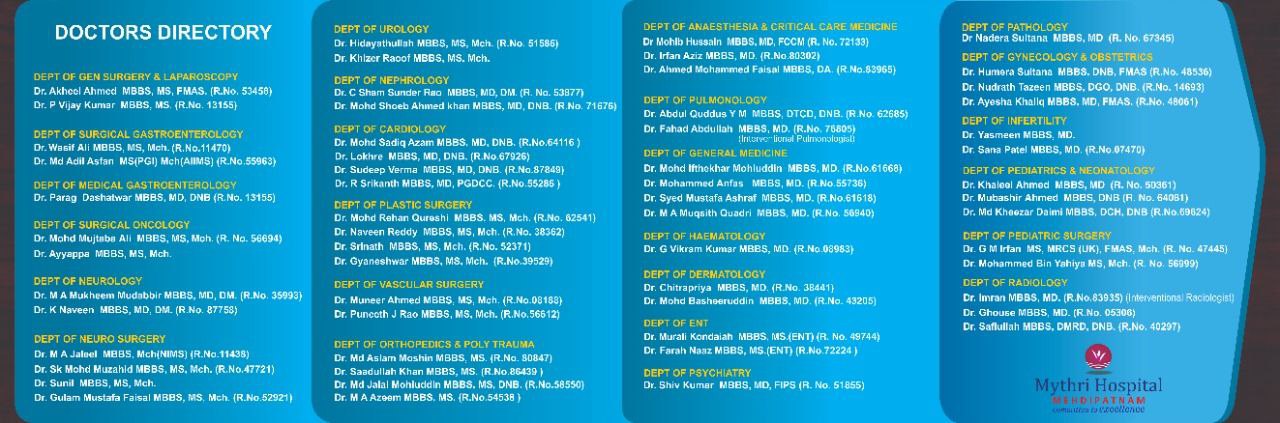 DOCTORS DIRECTORY
DEPT OF GEN SURGERY & LAPAROSCOPY
Dr. Akheel Ahmed MBBS, MS, FMAS. (R.No. 53458)
Dr. P Vijay Kumar MBBS, MS. (R.No. 13155)
DEPT OF SURGICAL GASTROENTEROLOGY
Dr. Wasif Ali MBBS, MS, Mch. (R.No.11470)
Dr. Md Adil Asfan MS(PGI) Mch(AIIMS) (R.No.55963)
DEPT OF MEDICAL GASTROENTEROLOGY
Dr. Parag Dashatwar MBBS, MD, DNB (R.No. 13155)
DEPT OF SURGICAL ONCOLOGY
Dr. Mohd Mujtaba Ali MBBS, MS, Mch. (R. No. 56694)
Dr. Ayyappa MBBS, MS, Mch.
DEPT OF NEUROLOGY
Dr. M A Mukheem Mudabbir MBBS, MD, DM. (R.No. 35993)
Dr. K Naveen MBBS, MD, DM. (R.No. 87758)
DEPT OF NEURO SURGERY
Dr. M A Jaleel MBBS, Mch(NIMS) (R.No.11436)
Dr. Sk Mohd Muzahid MBBS, MS, Mch. (R.No.47721)
Dr. Sunil MBBS, MS, Mch.
Dr. Gulam Mustafa Faisal MBBS, MS, Mch. (R.No.52921)
DEPT OF UROLOGY
Dr. Hidayathullah MBBS, MS, Mch. (R.No. 51585)
Dr. Khizer Raoof MBBS, MS, Mch.
DEPT OF NEPHROLOGY
Dr. C Sham Sunder Rao MBBS, MD, DM. (R.No. 53877)
Dr. Mohd Shoeb Ahmed khan MBBS, MD, DNB. (R.No. 71676)
DEPT OF CARDIOLOGY
Dr. Mohd Sadiq Azam MBBS. MD, DNB. (R.No.64116 )
Dr. Lokhre MBBS, MD, DNB. (R.No.67926)
Dr. Sudeep Verma MBBS, MD, DNB. (R.No.87849)
Dr. R Srikanth MBBS, MD, PGDCC. (R.No.55285 )
DEPT OF PLASTIC SURGERY
Dr. Mohd Rehan Qureshi MBBS. MS, Mch. (R.No. 62541)
Dr. Naveen Reddy MBBS, MS, Mch. (R.No. 38362)
Dr. Srinath MBBS, MS, Mch. (R.No. 52371)
Dr. Gyaneshwar MBBS, MS, Mch. (R.No.39529)
DEPT OF VASCULAR SURGERY
Dr. Muneer Ahmed MBBS, MS, Mch. (R.No.08168)
Dr. Puneeth J Rao MBBS, MS, Mch. (R.No.56612)
DEPT OF ORTHOPEDICS & POLY TRAUMA
Dr. Md Aslam Moshin MBBS, MS. (R.No. 80847)
Dr. Saadullah Khan MBBS, MS. (R.No.86439 )
Dr. Md Jalal Mohiuddin MBBS, MS, DNB. (R.No.58550)
Dr. M A Azeem MBBS. MS. (R.No.54538 )
DEPT OF ANAESTHESIA & CRITICAL CARE MEDICINE
Dr Mohib Hussain MBBS, MD, FCCM (R. No. 72133)
Dr. Irfan Aziz MBBS, MD. (R.No.80302)
Dr. Ahmed Mohammed Faisal MBBS, DA. (R.No.83965)
DEPT OF PULMONOLOGY
Dr. Abdul Quddus Y M MBBS, DTCD, DNB. (R.No. 62685)
Dr. Fahad Abdullah MBBS, MD. (R.No. 76805)
(Interventional Pulmonologist)
DEPT OF GENERAL MEDICINE
Dr. Mohd Ifthekhar Mohiuddin MBBS, MD. (R.No.61668)
Dr. Mohammed Anfas MBBS, MD. (R.No.55736)
Dr. Syed Mustafa Ashraf MBBS, MD. (R.No.61618)
Dr. M A Muqsith Quadri MBBS, MD. (R.No. 56940)
DEPT OF HAEMATOLOGY
Dr. G Vikram Kumar MBBS, MD. (R.No.08983)
DEPT OF DERMATOLOGY
Dr. Chitrapriya MBBS, MD. (R.No. 38441)
Dr. Mohd Basheeruddin MBBS, MD. (R.No. 43205)
DEPT OF ENT
Dr. Murali Kondaiah MBBS, MS.(ENT) (R.No. 49744)
Dr. Farah Naaz MBBS, MS.(ENT) (R.No.72224 )
DEPT OF PSYCHIATRY
Dr. Shiv Kumar MBBS, MD, FIPS (R. No. 51855)
DEPT OF PATHOLOGY
Dr Nadera Sultana MBBS, MD (R. No. 67345)
DEPT OF GYNECOLOGY & OBSTETRICS
Dr. Humera Sultana MBBS. DNB, FMAS (R.No. 48536)
Dr. Nudrath Tazeen MBBS, DGO, DNB. (R.No. 14693)
Dr. Ayesha Khaliq MBBS, MD, FMAS. (R.No. 48061)
DEPT OF INFERTILITY
Dr. Yasmeen MBBS, MD.
Dr. Sana Patel MBBS, MD. (R.No.07470)
DEPT OF PEDIATRICS & NEONATOLOGY
Dr. Khaleel Ahmed MBBS, MD (R. No. 50361)
Dr. Mubashir Ahmed MBBS, DNB (R. No. 64061)
Dr. Md Kheezar Daimi MBBS, DCH, DNB (R.No.69624)
DEPT OF PEDIATRIC SURGERY
Dr. G M Irfan MS, MRCS (UK), FMAS, Mch. (R. No. 47445)
Dr. Mohammed Bin Yahiya MS, Mch. (R. No. 56999)
DEPT OF RADIOLOGY
Dr. Imran MBBS, MD. (R.No.83935) (Interventional Radiologist)
Dr. Ghouse MBBS, MD. (R.No. 05306)
Dr. Saifullah MBBS, DMRD, DNB. (R.No. 40297)
Mythri Hospital
MEHDIPATNAM
committed to excellence